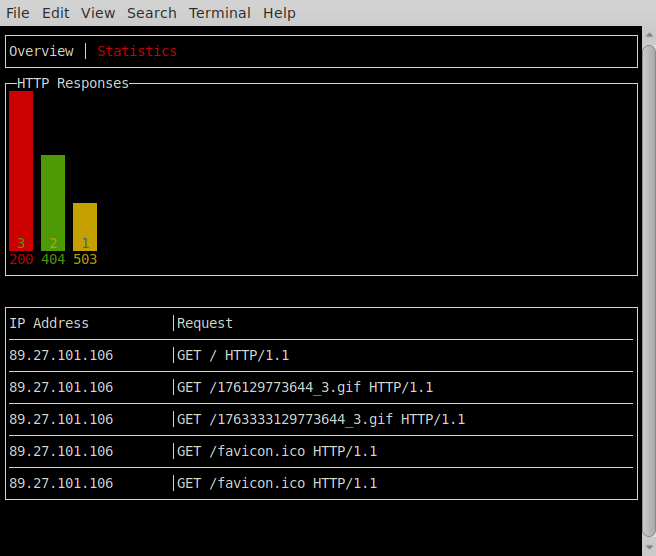 File Edit View Search Terminal Help
Overview | Statistics
HTTP Responses
3 2 1
200 404 503
IP Address |Request
89.27.101.106 |GET / HTTP/1.1
89.27.101.106 |GET /176129773644_3.gif HTTP/1.1
89.27.101.106 |GET /1763333129773644_3.gif HTTP/1.1
89.27.101.106 |GET /favicon.ico HTTP/1.1
89.27.101.106 |GET /favicon.ico HTTP/1.1